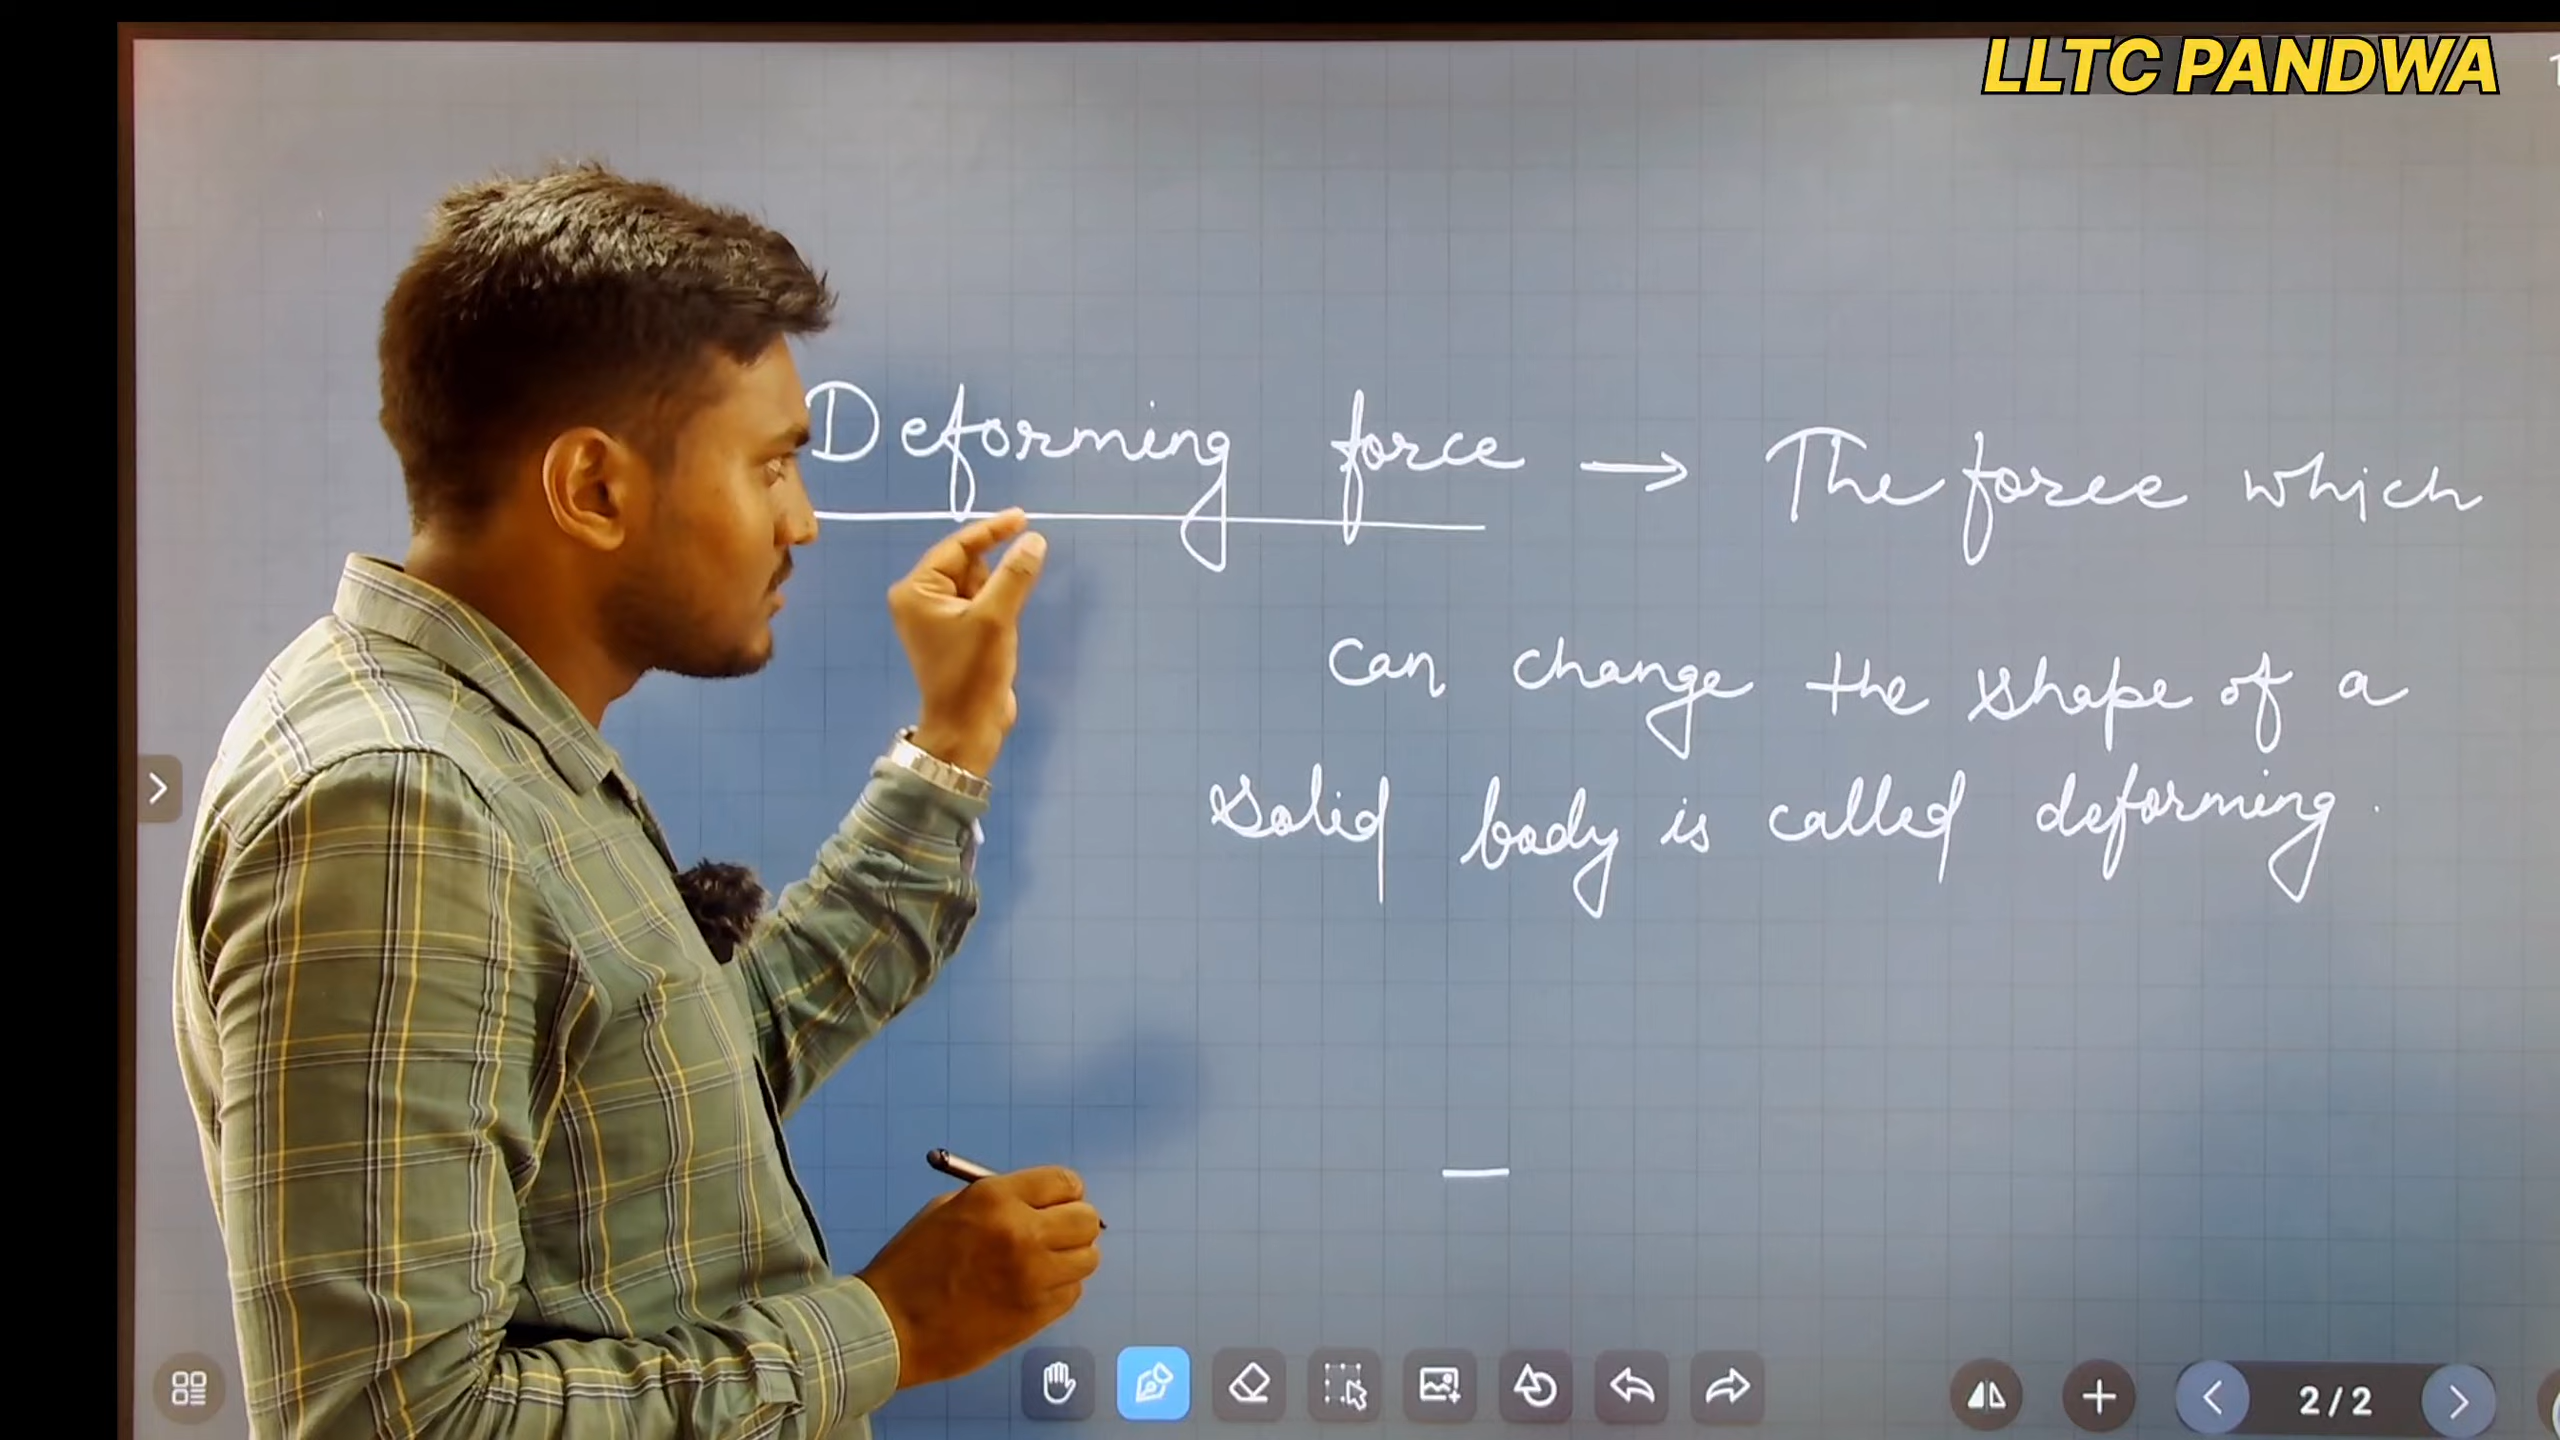 LLTC PANDWA
Deforming force → The force which
can change the shape of a
solid body is called deforming.
2/2